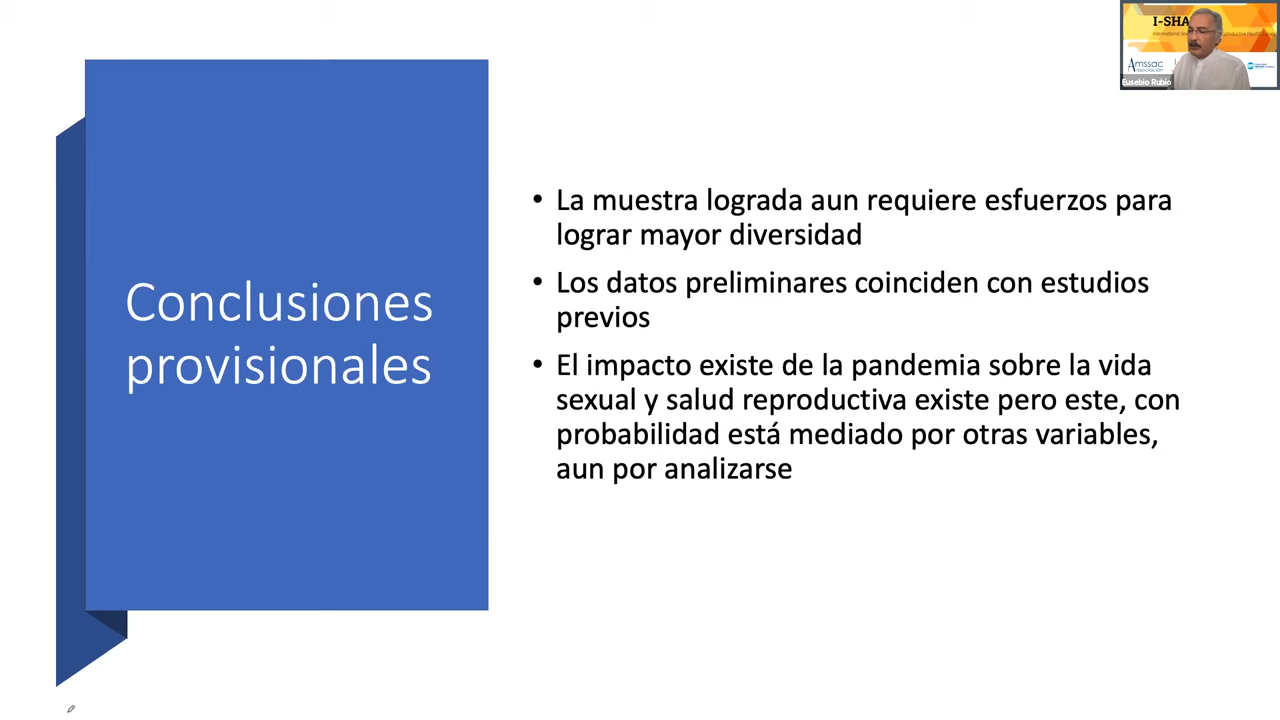 I-SHA
Amssac
ASOCIACIÓN
Eusebio Rubio
Conclusiones
provisionales
• La muestra lograda aun requiere esfuerzos para
lograr mayor diversidad
• Los datos preliminares coinciden con estudios
previos
• El impacto existe de la pandemia sobre la vida
sexual y salud reproductiva existe pero este, con
probabilidad está mediado por otras variables,
aun por analizarse